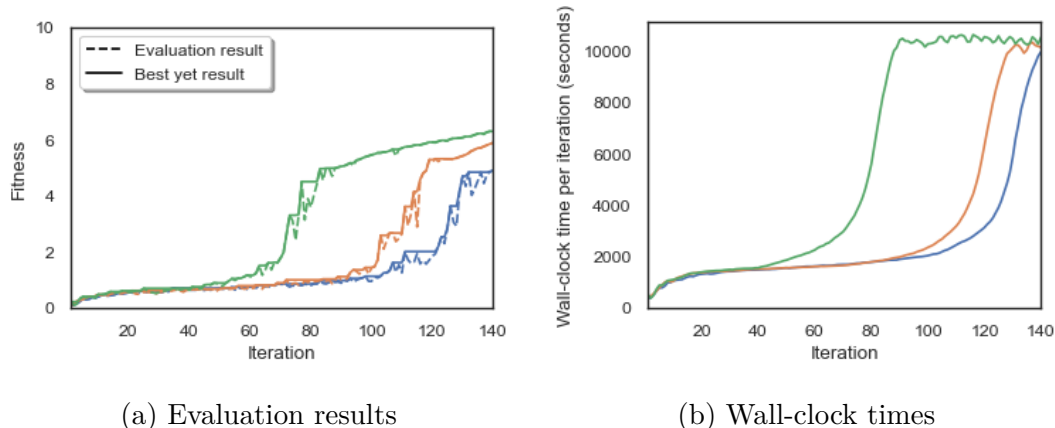 Fitness
10
8
6
4
2
0
Evaluation result
Best yet result
20 40 60 80 100 120 140
Iteration
(a) Evaluation results
Wall-clock time per iteration (seconds)
10000
8000
6000
4000
2000
0
20 40 60 80 100 120 140
Iteration
(b) Wall-clock times